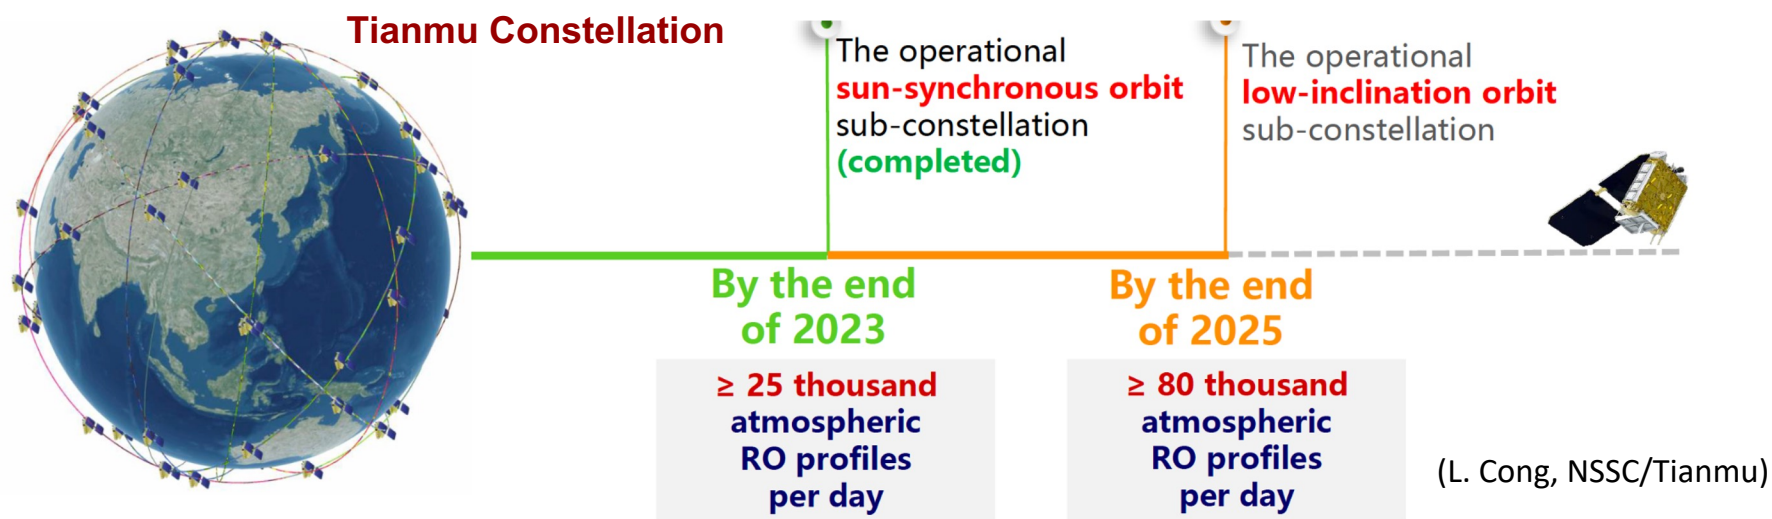 Tianmu Constellation
The operational
sun-synchronous orbit
sub-constellation
(completed)
The operational
low-inclination orbit
sub-constellation
By the end
of 2023
≥ 25 thousand
atmospheric
RO profiles
per day
By the end
of 2025
≥ 80 thousand
atmospheric
RO profiles
per day
(L. Cong, NSSC/Tianmu)